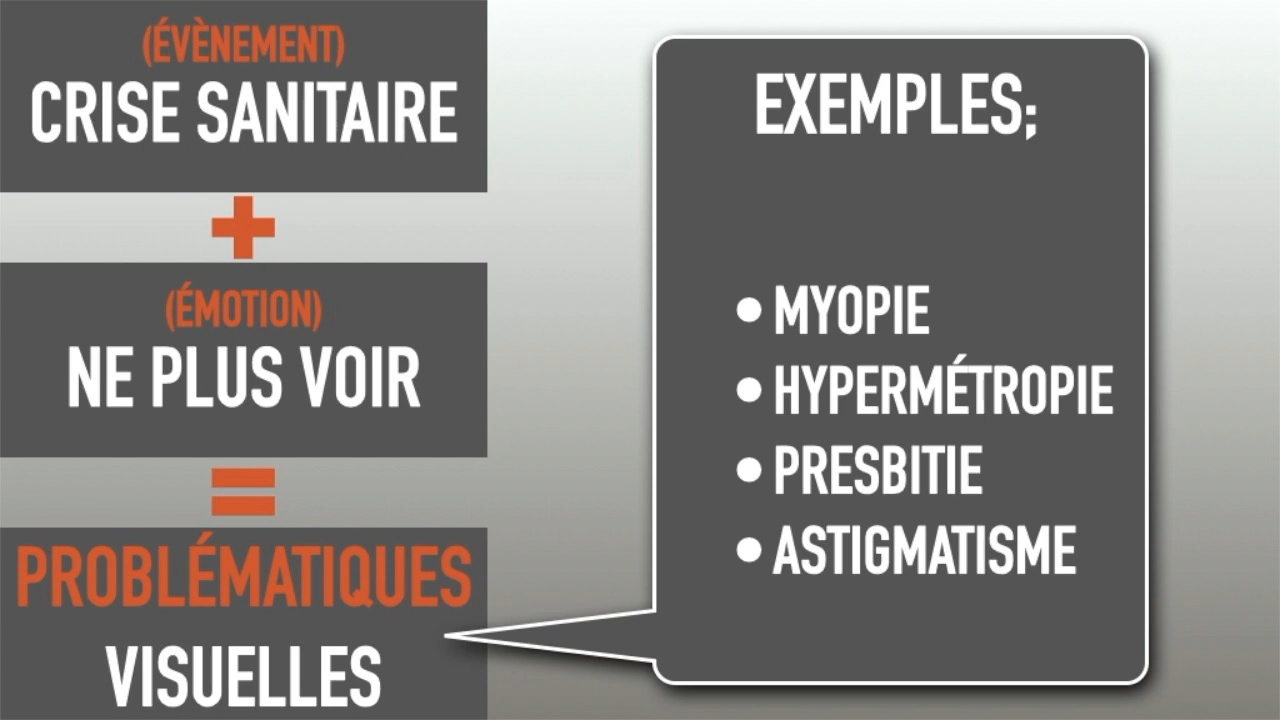 (ÉVÈNEMENT)
CRISE SANITAIRE
+
(ÉMOTION)
NE PLUS VOIR
=
PROBLÉMATIQUES
VISUELLES
EXEMPLES;
• MYOPIE
• HYPERMÉTROPIE
• PRESBITIE
• ASTIGMATISME